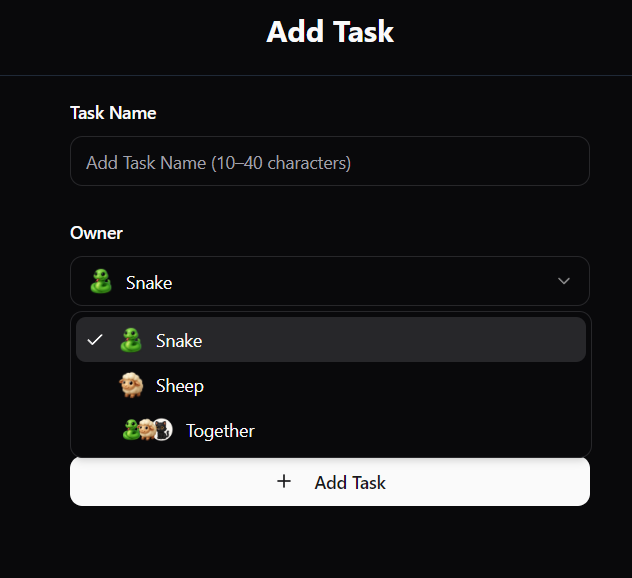 Add Task
Task Name
Add Task Name (10–40 characters)
Owner
Snake
Snake
Sheep
Together
Add Task